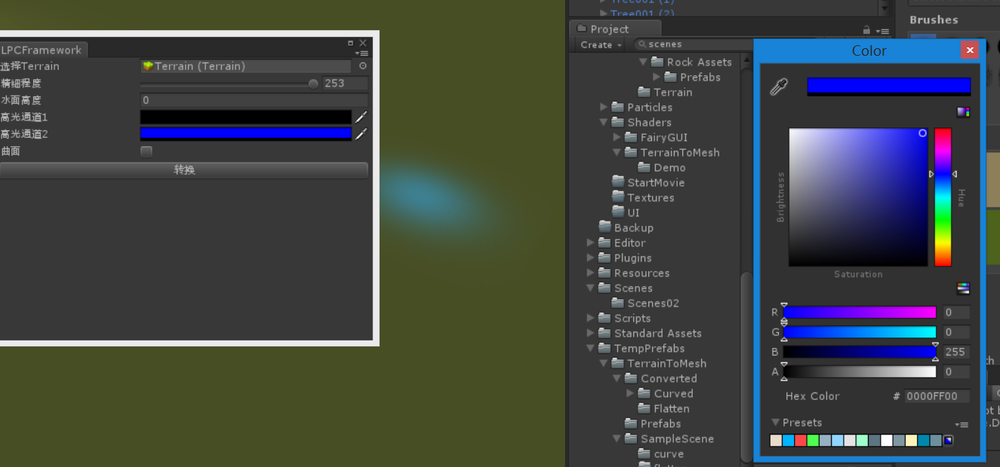 LPCFramework
选择Terrain
Terrain (Terrain)
精细程度
253
水面高度
0
高光通道1
高光通道2
曲面
转换
Tree001 (1)
Tree001 (2)
Project
Create
scenes
Rock Assets
Prefabs
Terrain
Particles
Shaders
FairyGUI
TerrainToMesh
Demo
StartMovie
Textures
UI
Backup
Editor
Plugins
Resources
Scenes
Scenes02
Scripts
Standard Assets
TempPrefabs
TerrainToMesh
Converted
Curved
Flatten
Prefabs
SampleScene
curve
Brushes
Color
Brightness
Hue
Saturation
R
0
G
0
B
255
A
0
Hex Color
# 0000FF00
Presets